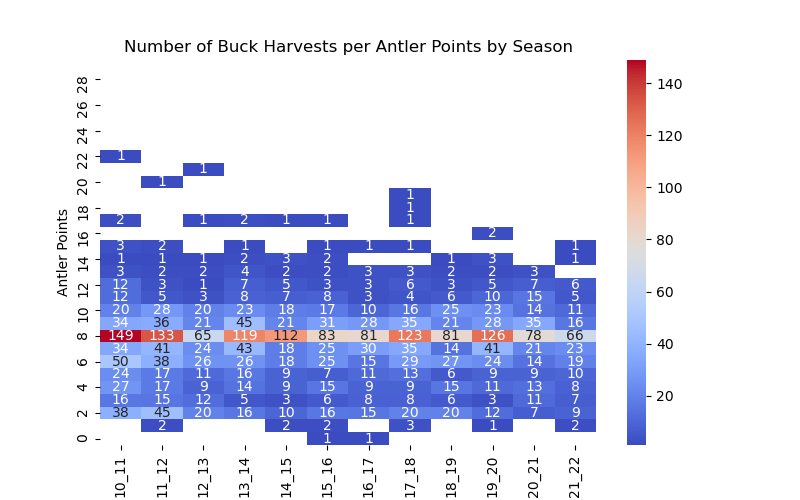 Number of Buck Harvests per Antler Points by Season
Antler Points
28
26
24
22 1
1
20 1
1
18 1
2 1 2 1 1 1
16 2
3 2 1 1 1 1 1
14 1 1 1 2 3 2 1 3 1
3 2 2 4 2 2 3 3 2 2 3
12 12 3 1 7 5 3 3 6 3 5 7 6
12 5 3 8 7 8 3 4 6 10 15 5
10 20 28 20 23 18 17 10 16 25 23 14 11
34 36 21 45 21 31 28 35 21 28 35 16
8 149 133 65 119 112 83 81 123 81 126 78 66
34 41 24 43 18 25 30 35 14 41 21 23
6 50 38 26 26 18 25 15 29 27 24 14 19
24 17 11 16 9 7 11 13 6 9 9 10
4 27 17 9 14 9 15 9 9 15 11 13 8
16 15 12 5 3 6 8 8 6 3 11 7
2 38 45 20 16 10 16 15 20 20 12 7 9
2 2 2 3 1 2
0 1 1
10_11 11_12 12_13 13_14 14_15 15_16 16_17 17_18 18_19 19_20 20_21 21_22
140
120
100
80
60
40
20